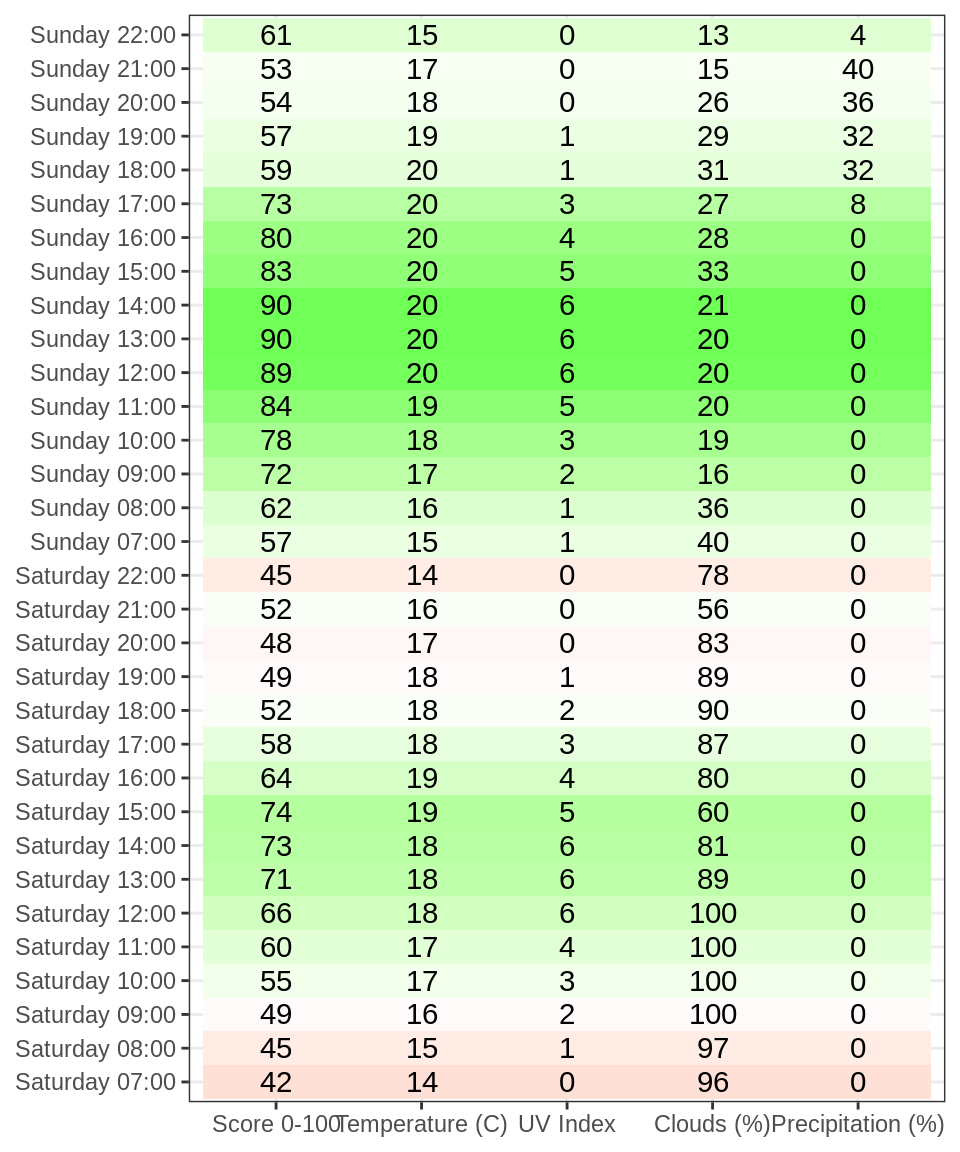 Sunday 22:00 61 15 0 13 4
Sunday 21:00 53 17 0 15 40
Sunday 20:00 54 18 0 26 36
Sunday 19:00 57 19 1 29 32
Sunday 18:00 59 20 1 31 32
Sunday 17:00 73 20 3 27 8
Sunday 16:00 80 20 4 28 0
Sunday 15:00 83 20 5 33 0
Sunday 14:00 90 20 6 21 0
Sunday 13:00 90 20 6 20 0
Sunday 12:00 89 20 6 20 0
Sunday 11:00 84 19 5 20 0
Sunday 10:00 78 18 3 19 0
Sunday 09:00 72 17 2 16 0
Sunday 08:00 62 16 1 36 0
Sunday 07:00 57 15 1 40 0
Saturday 22:00 45 14 0 78 0
Saturday 21:00 52 16 0 56 0
Saturday 20:00 48 17 0 83 0
Saturday 19:00 49 18 1 89 0
Saturday 18:00 52 18 2 90 0
Saturday 17:00 58 18 3 87 0
Saturday 16:00 64 19 4 80 0
Saturday 15:00 74 19 5 60 0
Saturday 14:00 73 18 6 81 0
Saturday 13:00 71 18 6 89 0
Saturday 12:00 66 18 6 100 0
Saturday 11:00 60 17 4 100 0
Saturday 10:00 55 17 3 100 0
Saturday 09:00 49 16 2 100 0
Saturday 08:00 45 15 1 97 0
Saturday 07:00 42 14 0 96 0
Score 0-100 Temperature (C) UV Index Clouds (%) Precipitation (%)